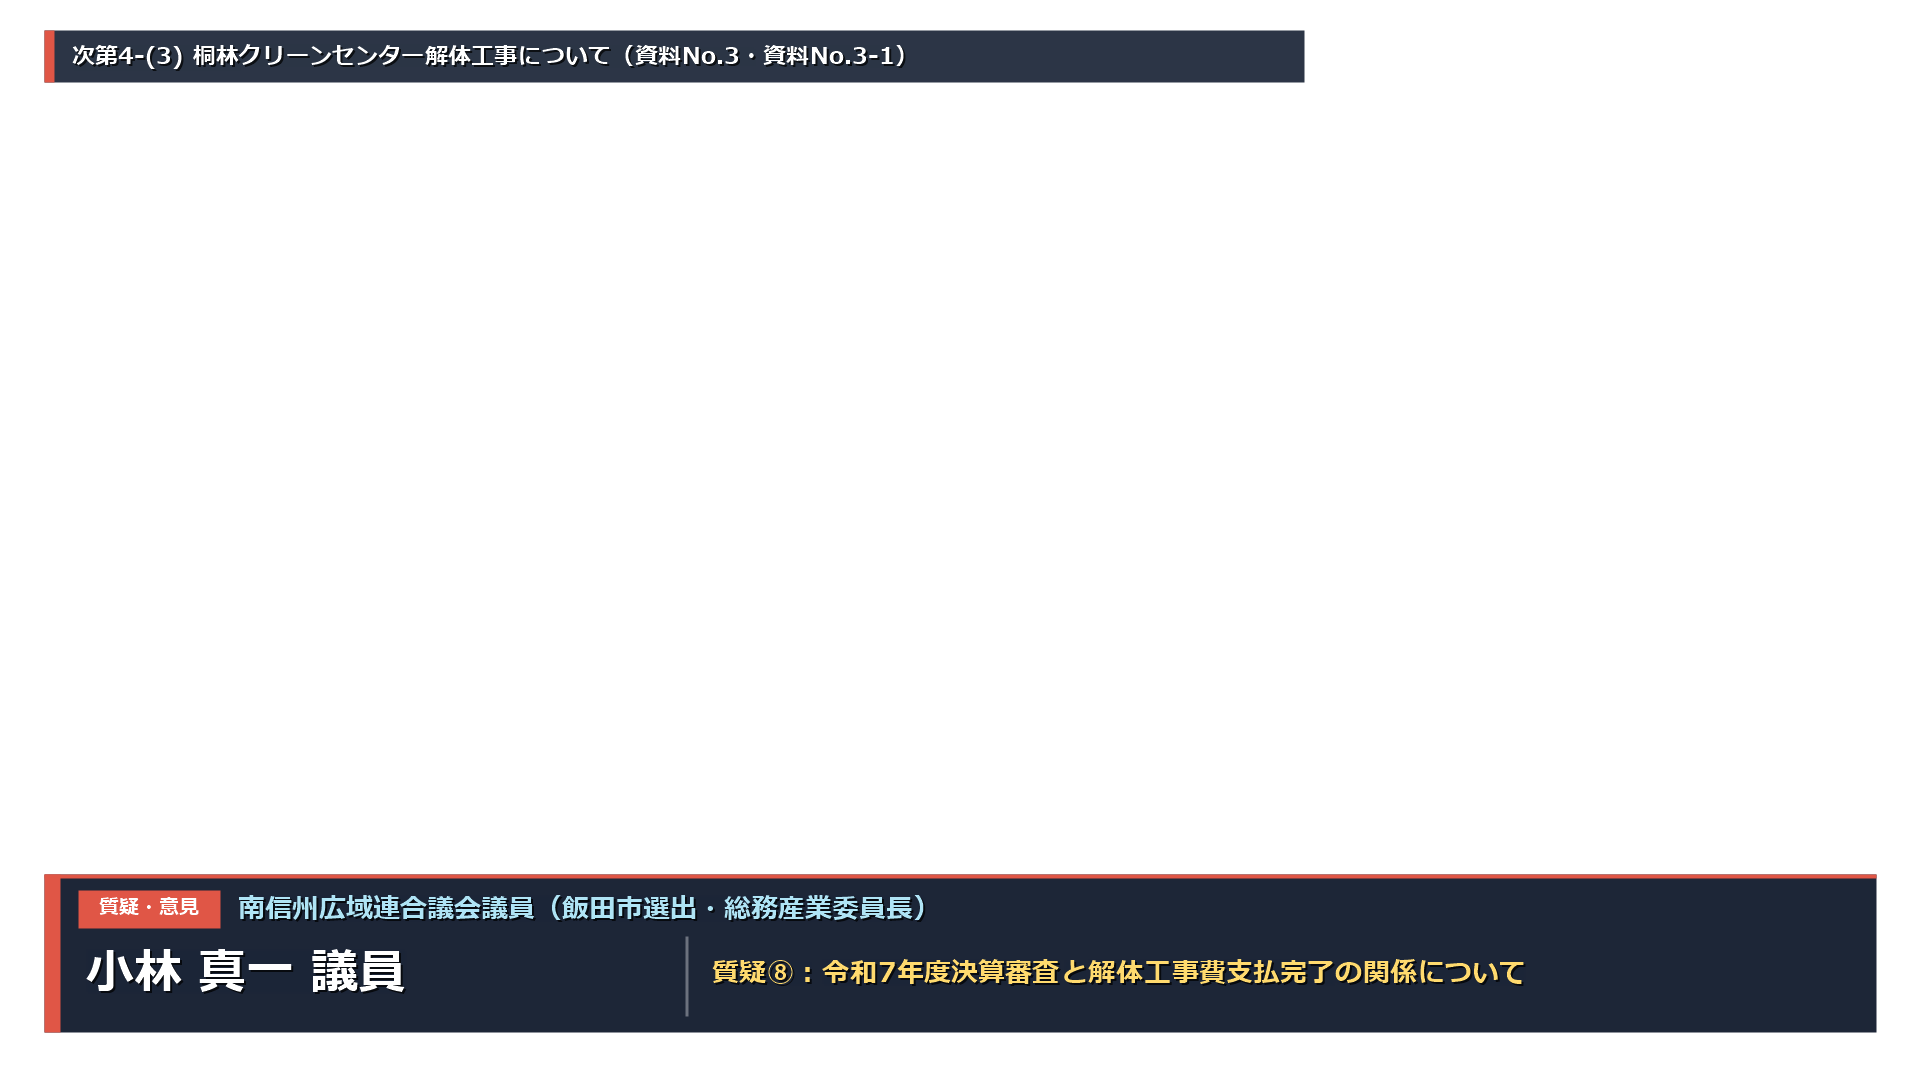 次第4-(3) 桐林クリーンセンター解体工事について（資料No.3・資料No.3-1）
質疑・意見
南信州広域連合議会議員（飯田市選出・総務産業委員長）
小林 真一 議員
質疑⑧：令和7年度決算審査と解体工事費支払完了の関係について